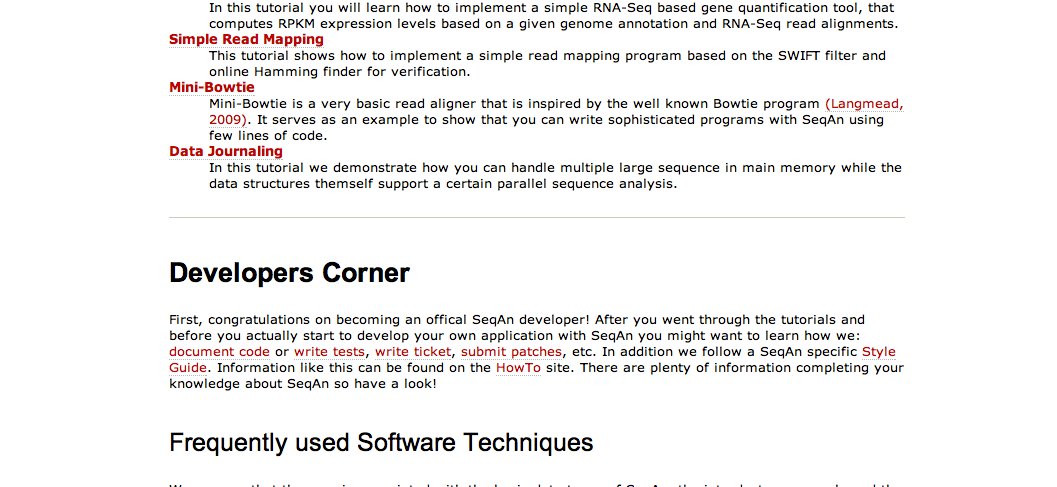 In this tutorial you will learn how to implement a simple RNA-Seq based gene quantification tool, that
computes RPKM expression levels based on a given genome annotation and RNA-Seq read alignments.
Simple Read Mapping
This tutorial shows how to implement a simple read mapping program based on the SWIFT filter and
online Hamming finder for verification.
Mini-Bowtie
Mini-Bowtie is a very basic read aligner that is inspired by the well known Bowtie program (Langmead,
2009). It serves as an example to show that you can write sophisticated programs with SeqAn using
few lines of code.
Data Journaling
In this tutorial we demonstrate how you can handle multiple large sequence in main memory while the
data structures themself support a certain parallel sequence analysis.
Developers Corner
First, congratulations on becoming an offical SeqAn developer! After you went through the tutorials and
before you actually start to develop your own application with SeqAn you might want to learn how we:
document code or write tests, write ticket, submit patches, etc. In addition we follow a SeqAn specific Style
Guide. Information like this can be found on the HowTo site. There are plenty of information completing your
knowledge about SeqAn so have a look!
Frequently used Software Techniques